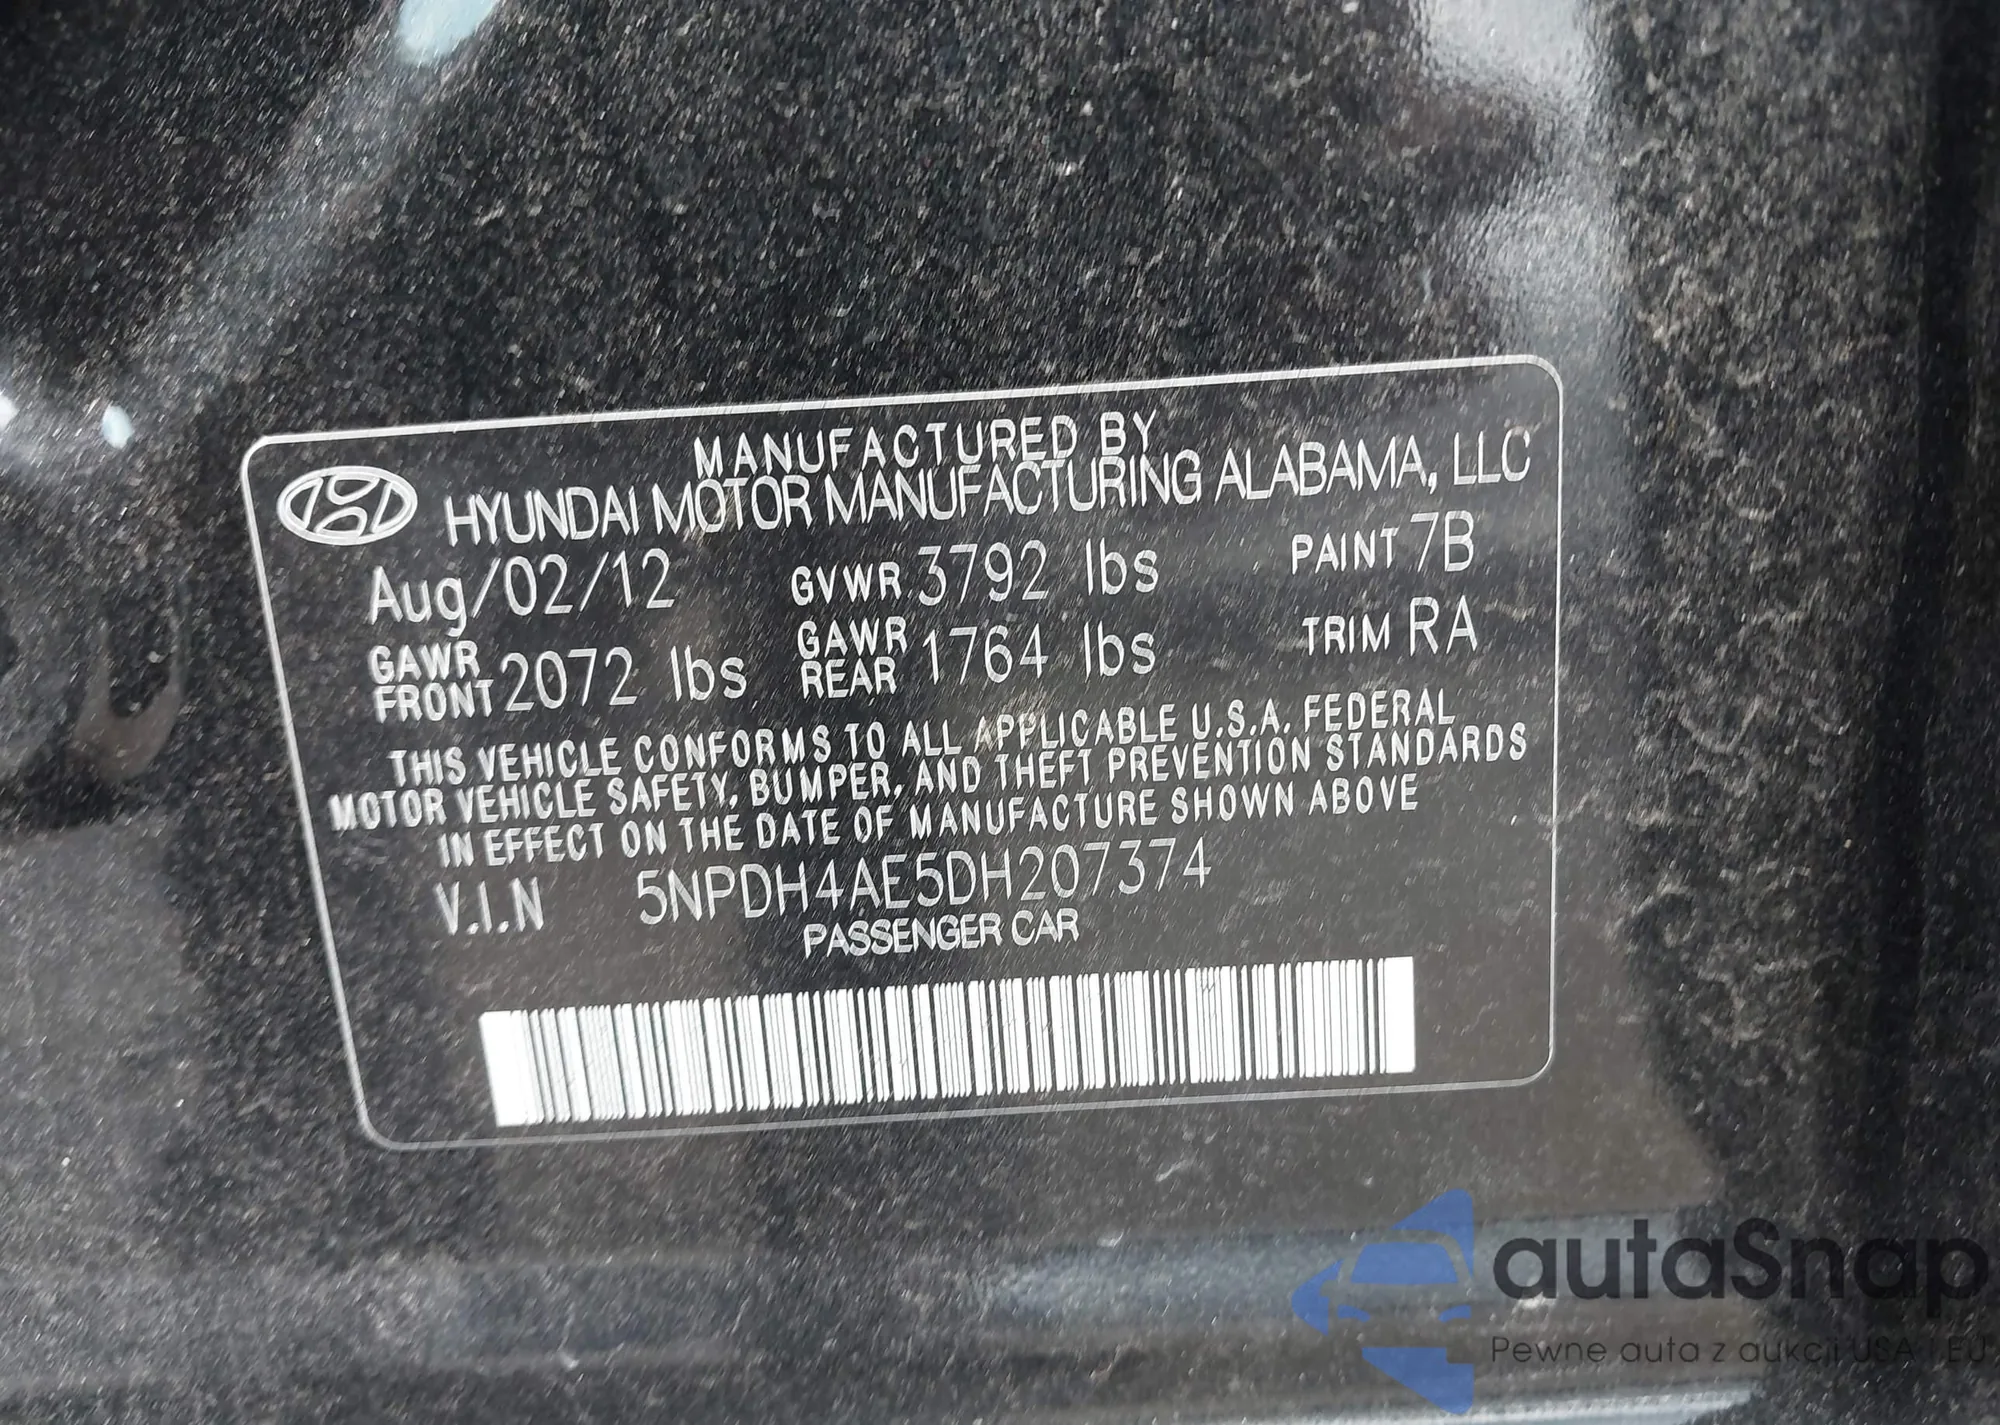 MANUFACTURED BY
HYUNDAI MOTOR MANUFACTURING ALABAMA, LLC
Aug/02/12 GVWR 3792 lbs PAINT 7B
GAWR FRONT 2072 lbs GAWR REAR 1764 lbs TRIM RA
THIS VEHICLE CONFORMS TO ALL APPLICABLE U.S.A. FEDERAL
MOTOR VEHICLE SAFETY, BUMPER, AND THEFT PREVENTION STANDARDS
IN EFFECT ON THE DATE OF MANUFACTURE SHOWN ABOVE
V.I.N 5NPDH4AE5DH207374
PASSENGER CAR
autaSnap
Pewne auta z aukcji USA i EU